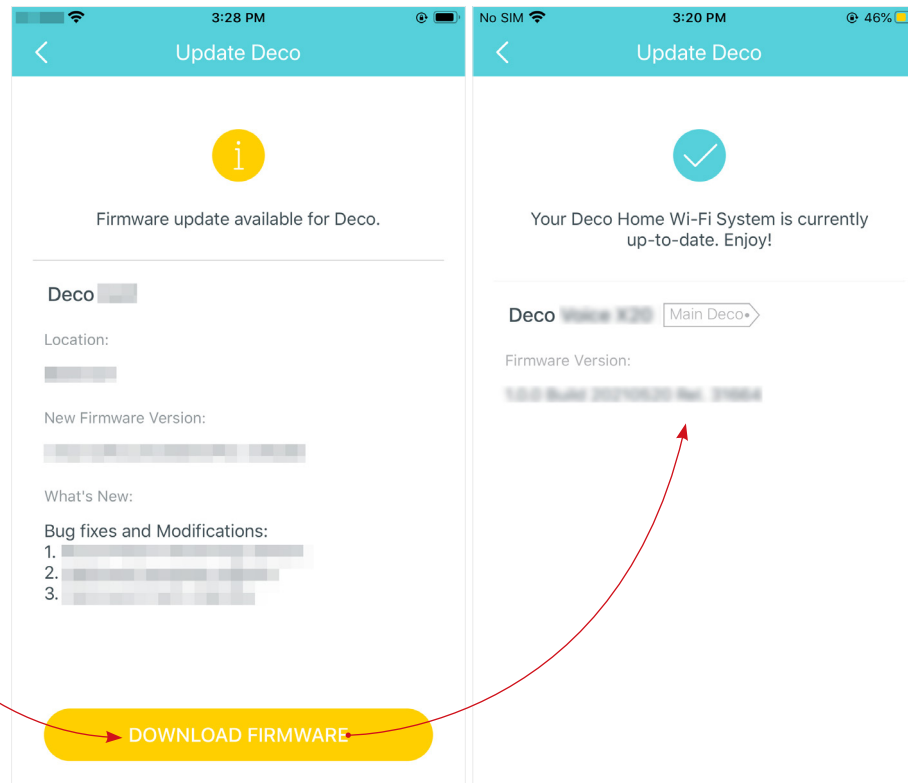 3:28 PM
Update Deco
Firmware update available for Deco.
Deco
Location:
New Firmware Version:
What's New:
Bug fixes and Modifications:
1.
2.
3.
DOWNLOAD FIRMWARE
No SIM
3:20 PM
46%
Update Deco
Your Deco Home Wi-Fi System is currently
up-to-date. Enjoy!
Deco
Main Deco
Firmware Version: